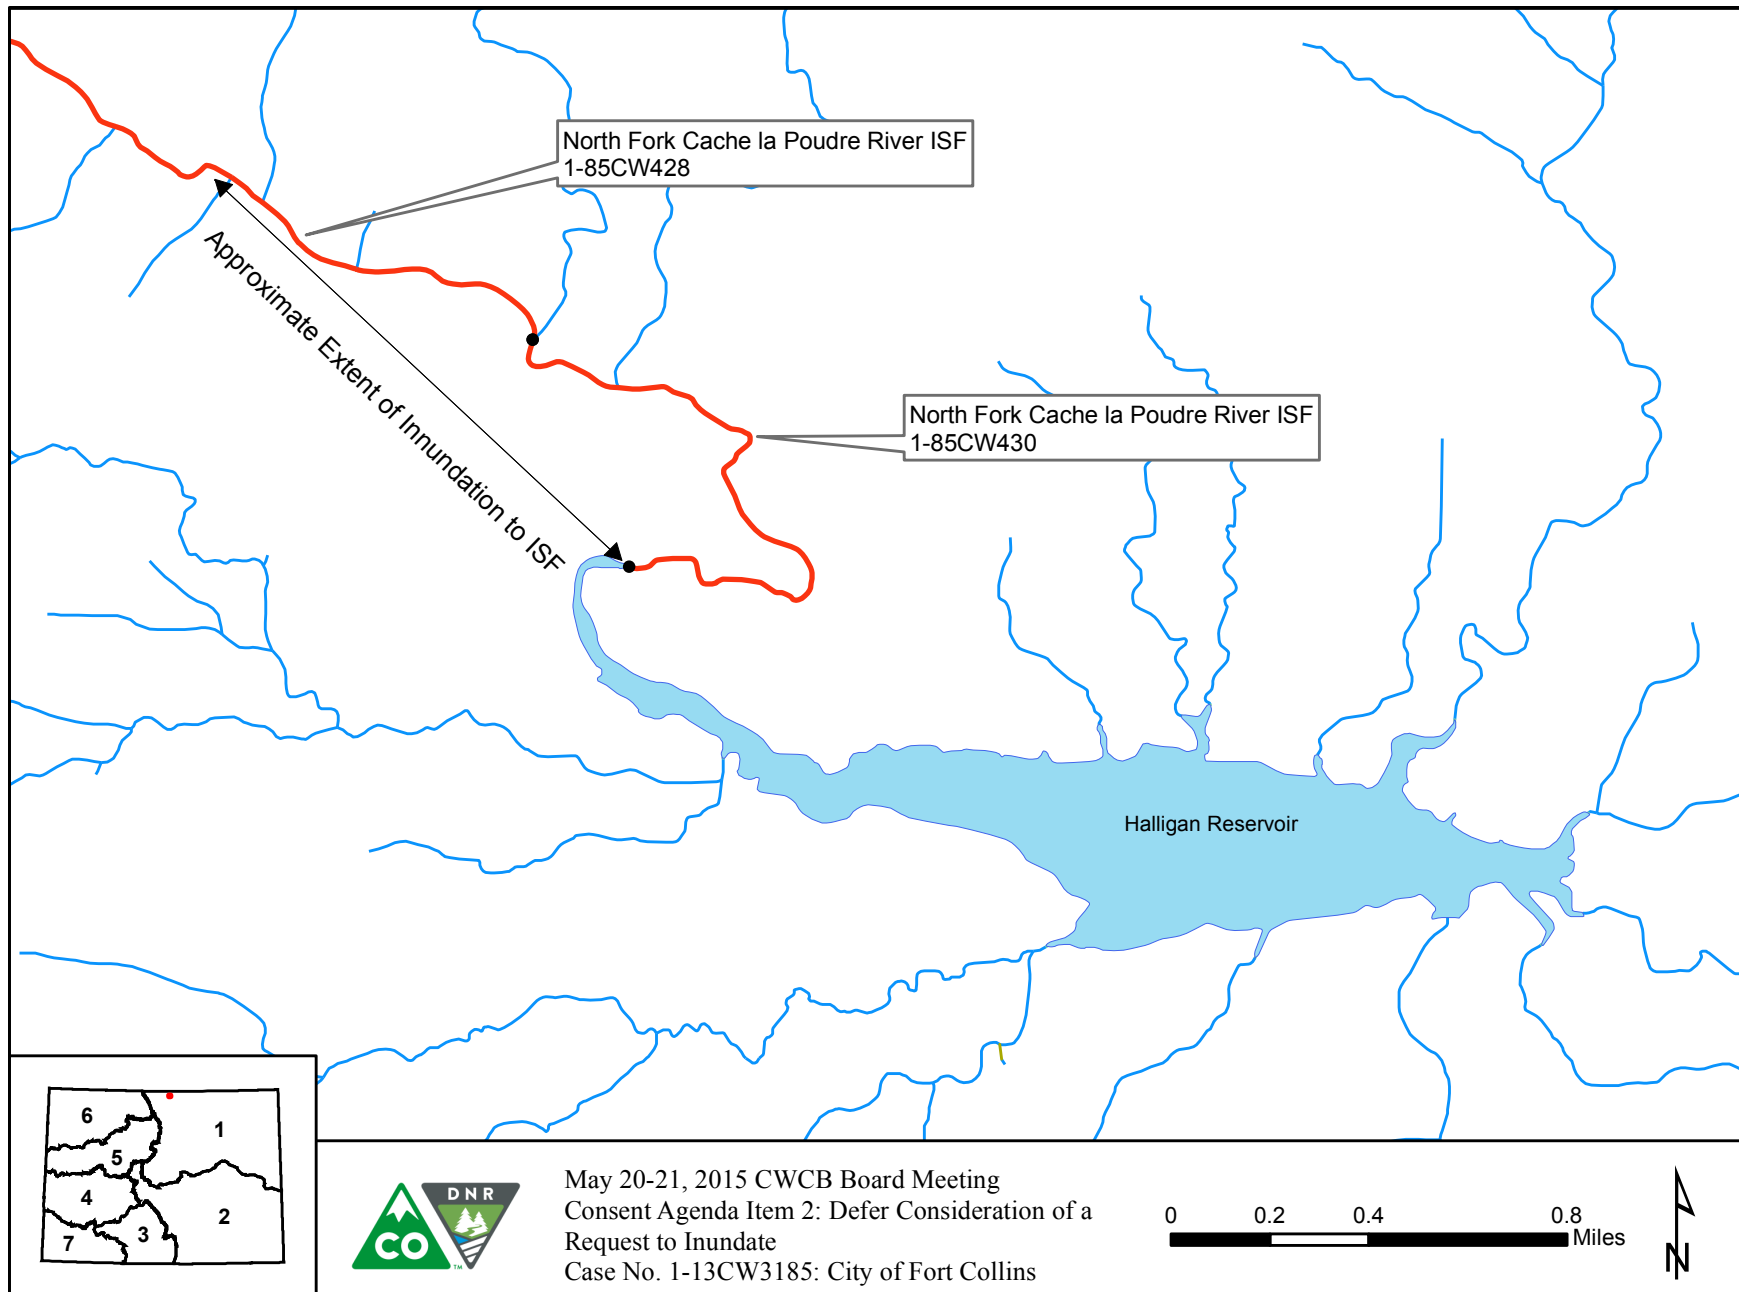 North Fork Cache la Poudre River ISF
1-85CW428
Approximate Extent of Innundation to ISF
North Fork Cache la Poudre River ISF
1-85CW430
Halligan Reservoir
6
1
5
4
2
3
7
CO
TM
DNR
May 20-21, 2015 CWCB Board Meeting
Consent Agenda Item 2: Defer Consideration of a
Request to Inundate
Case No. 1-13CW3185: City of Fort Collins
0 0.2 0.4 0.8
Miles
N